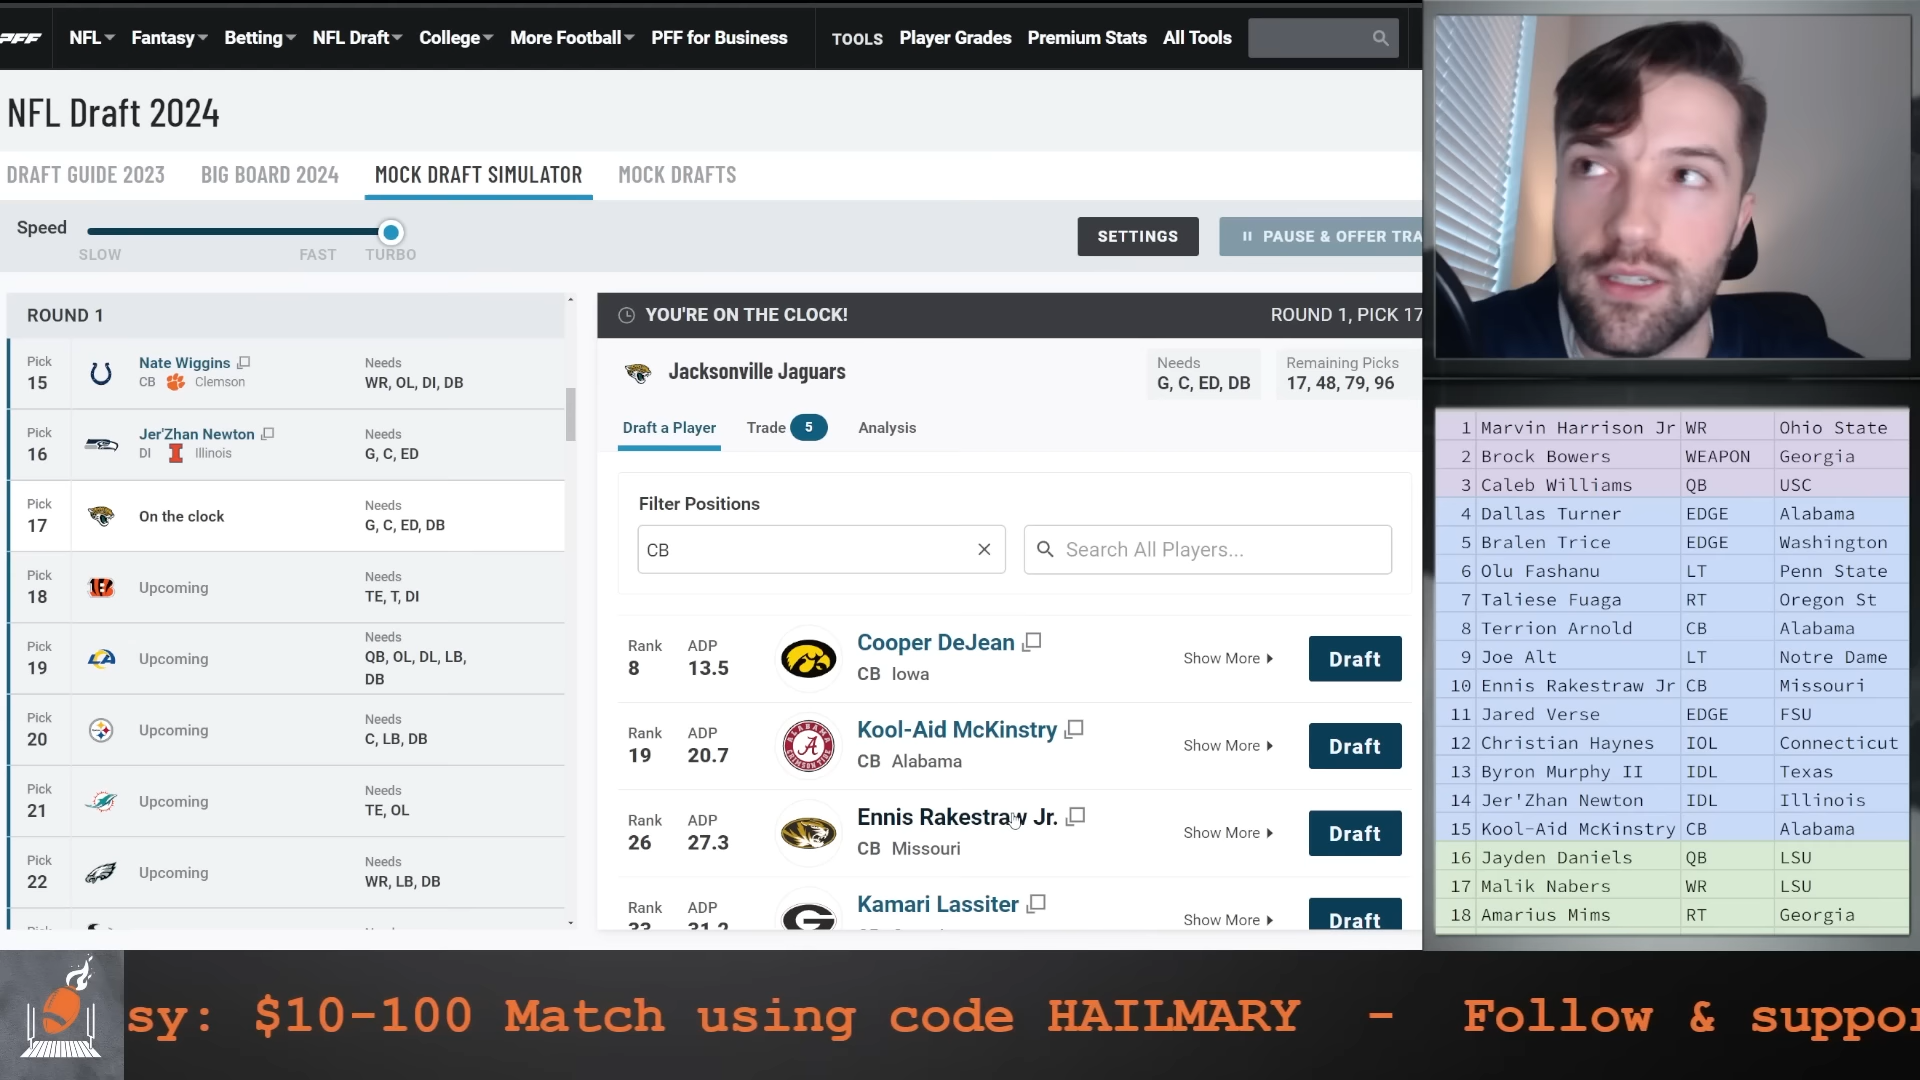 PFF NFL Fantasy Betting NFL Draft College More Football PFF for Business TOOLS Player Grades Premium Stats All Tools
NFL Draft 2024
DRAFT GUIDE 2023 BIG BOARD 2024 MOCK DRAFT SIMULATOR MOCK DRAFTS
Speed
SLOW FAST TURBO
SETTINGS
PAUSE & OFFER TRA
ROUND 1
Pick 15 Nate Wiggins CB Clemson Needs WR, OL, DI, DB
Pick 16 Jer'Zhan Newton DI Illinois Needs G, C, ED
Pick 17 On the clock Needs G, C, ED, DB
Pick 18 Upcoming Needs TE, T, DI
Pick 19 Upcoming Needs QB, OL, DL, LB, DB
Pick 20 Upcoming Needs C, LB, DB
Pick 21 Upcoming Needs TE, OL
Pick 22 Upcoming Needs WR, LB, DB
YOU'RE ON THE CLOCK! ROUND 1, PICK 17
Jacksonville Jaguars
Needs G, C, ED, DB
Remaining Picks 17, 48, 79, 96
Draft a Player Trade 5 Analysis
Filter Positions
CB
Search All Players...
Rank 8 ADP 13.5 Cooper DeJean CB Iowa Show More Draft
Rank 19 ADP 20.7 Kool-Aid McKinstry CB Alabama Show More Draft
Rank 26 ADP 27.3 Ennis Rakestraw Jr. CB Missouri Show More Draft
Rank 33 ADP 31.2 Kamari Lassiter Show More Draft
1 Marvin Harrison Jr WR Ohio State
2 Brock Bowers WEAPON Georgia
3 Caleb Williams QB USC
4 Dallas Turner EDGE Alabama
5 Bralen Trice EDGE Washington
6 Olu Fashanu LT Penn State
7 Taliese Fuaga RT Oregon St
8 Terrion Arnold CB Alabama
9 Joe Alt LT Notre Dame
10 Ennis Rakestraw Jr CB Missouri
11 Jared Verse EDGE FSU
12 Christian Haynes IOL Connecticut
13 Byron Murphy II IDL Texas
14 Jer'Zhan Newton IDL Illinois
15 Kool-Aid McKinstry CB Alabama
16 Jayden Daniels QB LSU
17 Malik Nabers WR LSU
18 Amarius Mims RT Georgia
sy: $10-100 Match using code HAILMARY - Follow & suppor